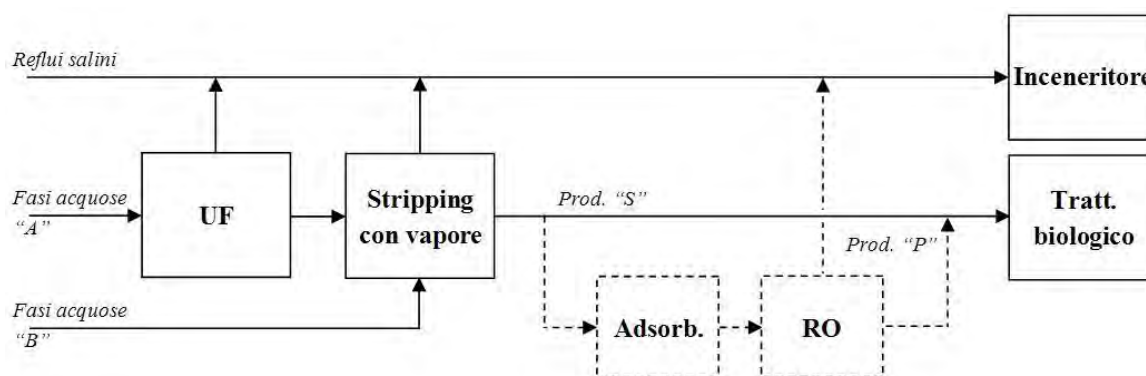 Reflui salini
Inceneritore
Fasi acquose
"A"
UF
Stripping
con vapore
Prod. "S"
Tratt.
biologico
Prod. "P"
Fasi acquose
"B"
Adsorb.
RO